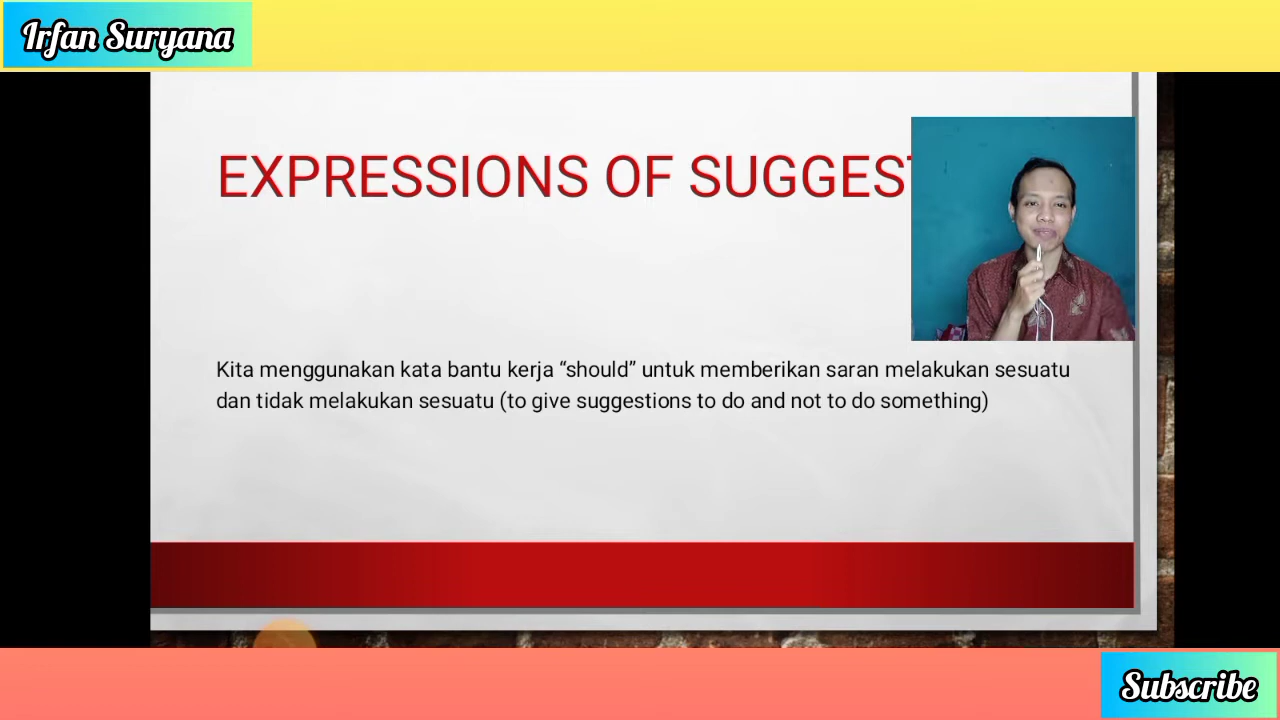 Irfan Suryana
EXPRESSIONS OF SUGGEST
Kita menggunakan kata bantu kerja “should” untuk memberikan saran melakukan sesuatu
dan tidak melakukan sesuatu (to give suggestions to do and not to do something)
Subscribe